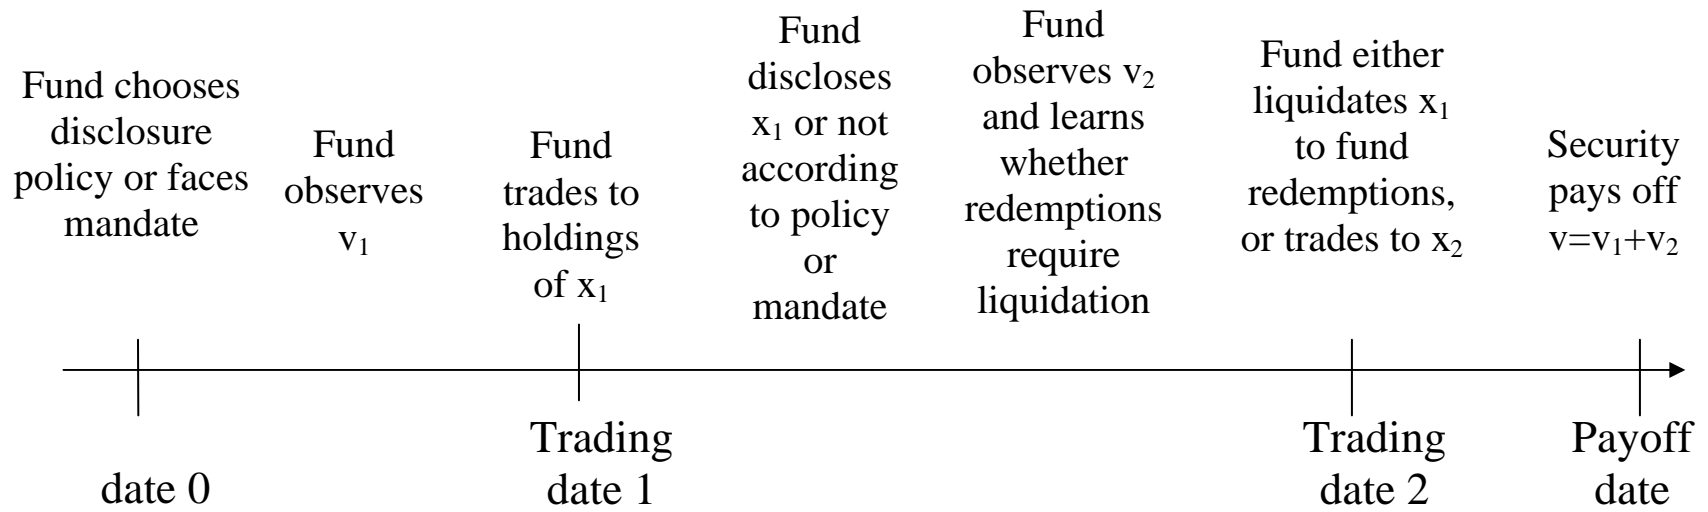 Fund chooses
disclosure
policy or faces
mandate
Fund
observes
v₁
Fund
trades to
holdings
of x₁
Fund
discloses
x₁ or not
according
to policy
or
mandate
Fund
observes v₂
and learns
whether
redemptions
require
liquidation
Fund either
liquidates x₁
to fund
redemptions,
or trades to x₂
Security
pays off
v=v₁+v₂
date 0
Trading
date 1
Trading
date 2
Payoff
date